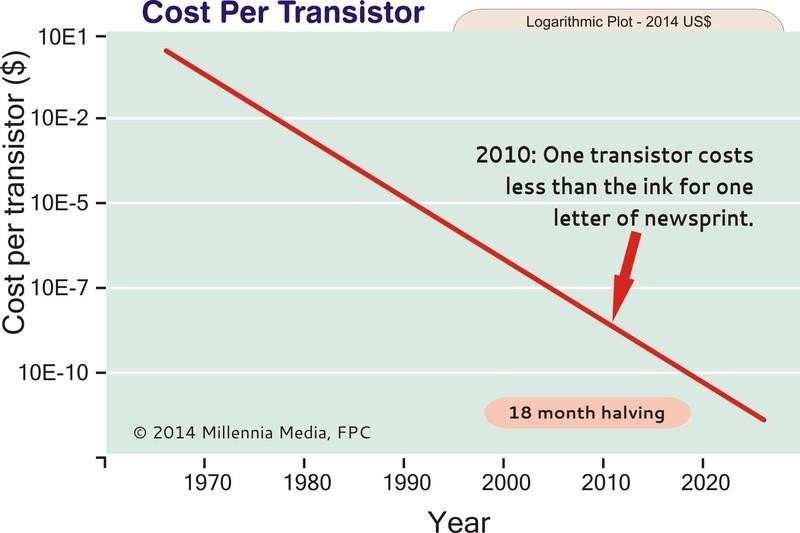 Cost Per Transistor
Logarithmic Plot - 2014 US$
Cost per transistor ($)
10E1
10E-2
10E-5
10E-7
10E-10
2010: One transistor costs
less than the ink for one
letter of newsprint.
18 month halving
© 2014 Millennia Media, FPC
1970 1980 1990 2000 2010 2020
Year